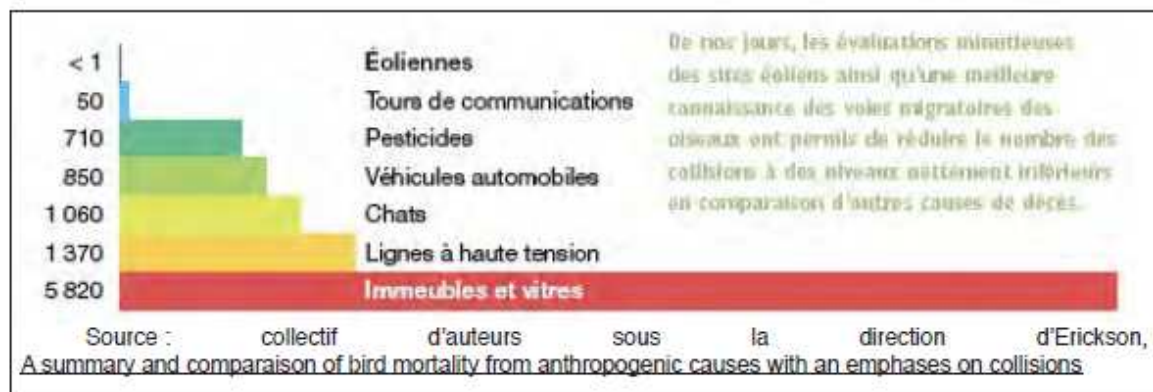 < 1 Éoliennes
50 Tours de communications
710 Pesticides
850 Véhicules automobiles
1 060 Chats
1 370 Lignes à haute tension
5 820 Immeubles et vitres
De nos jours, les évaluations minutieuses
des sites éoliens ainsi qu'une meilleure
connaissance des voies migratoires des
oiseaux ont permis de réduire le nombre des
collisions à des niveaux nettement inférieurs
en comparaison d'autres causes de décès.
Source : collectif d'auteurs sous la direction d'Erickson,
A summary and comparaison of bird mortality from anthropogenic causes with an emphases on collisions